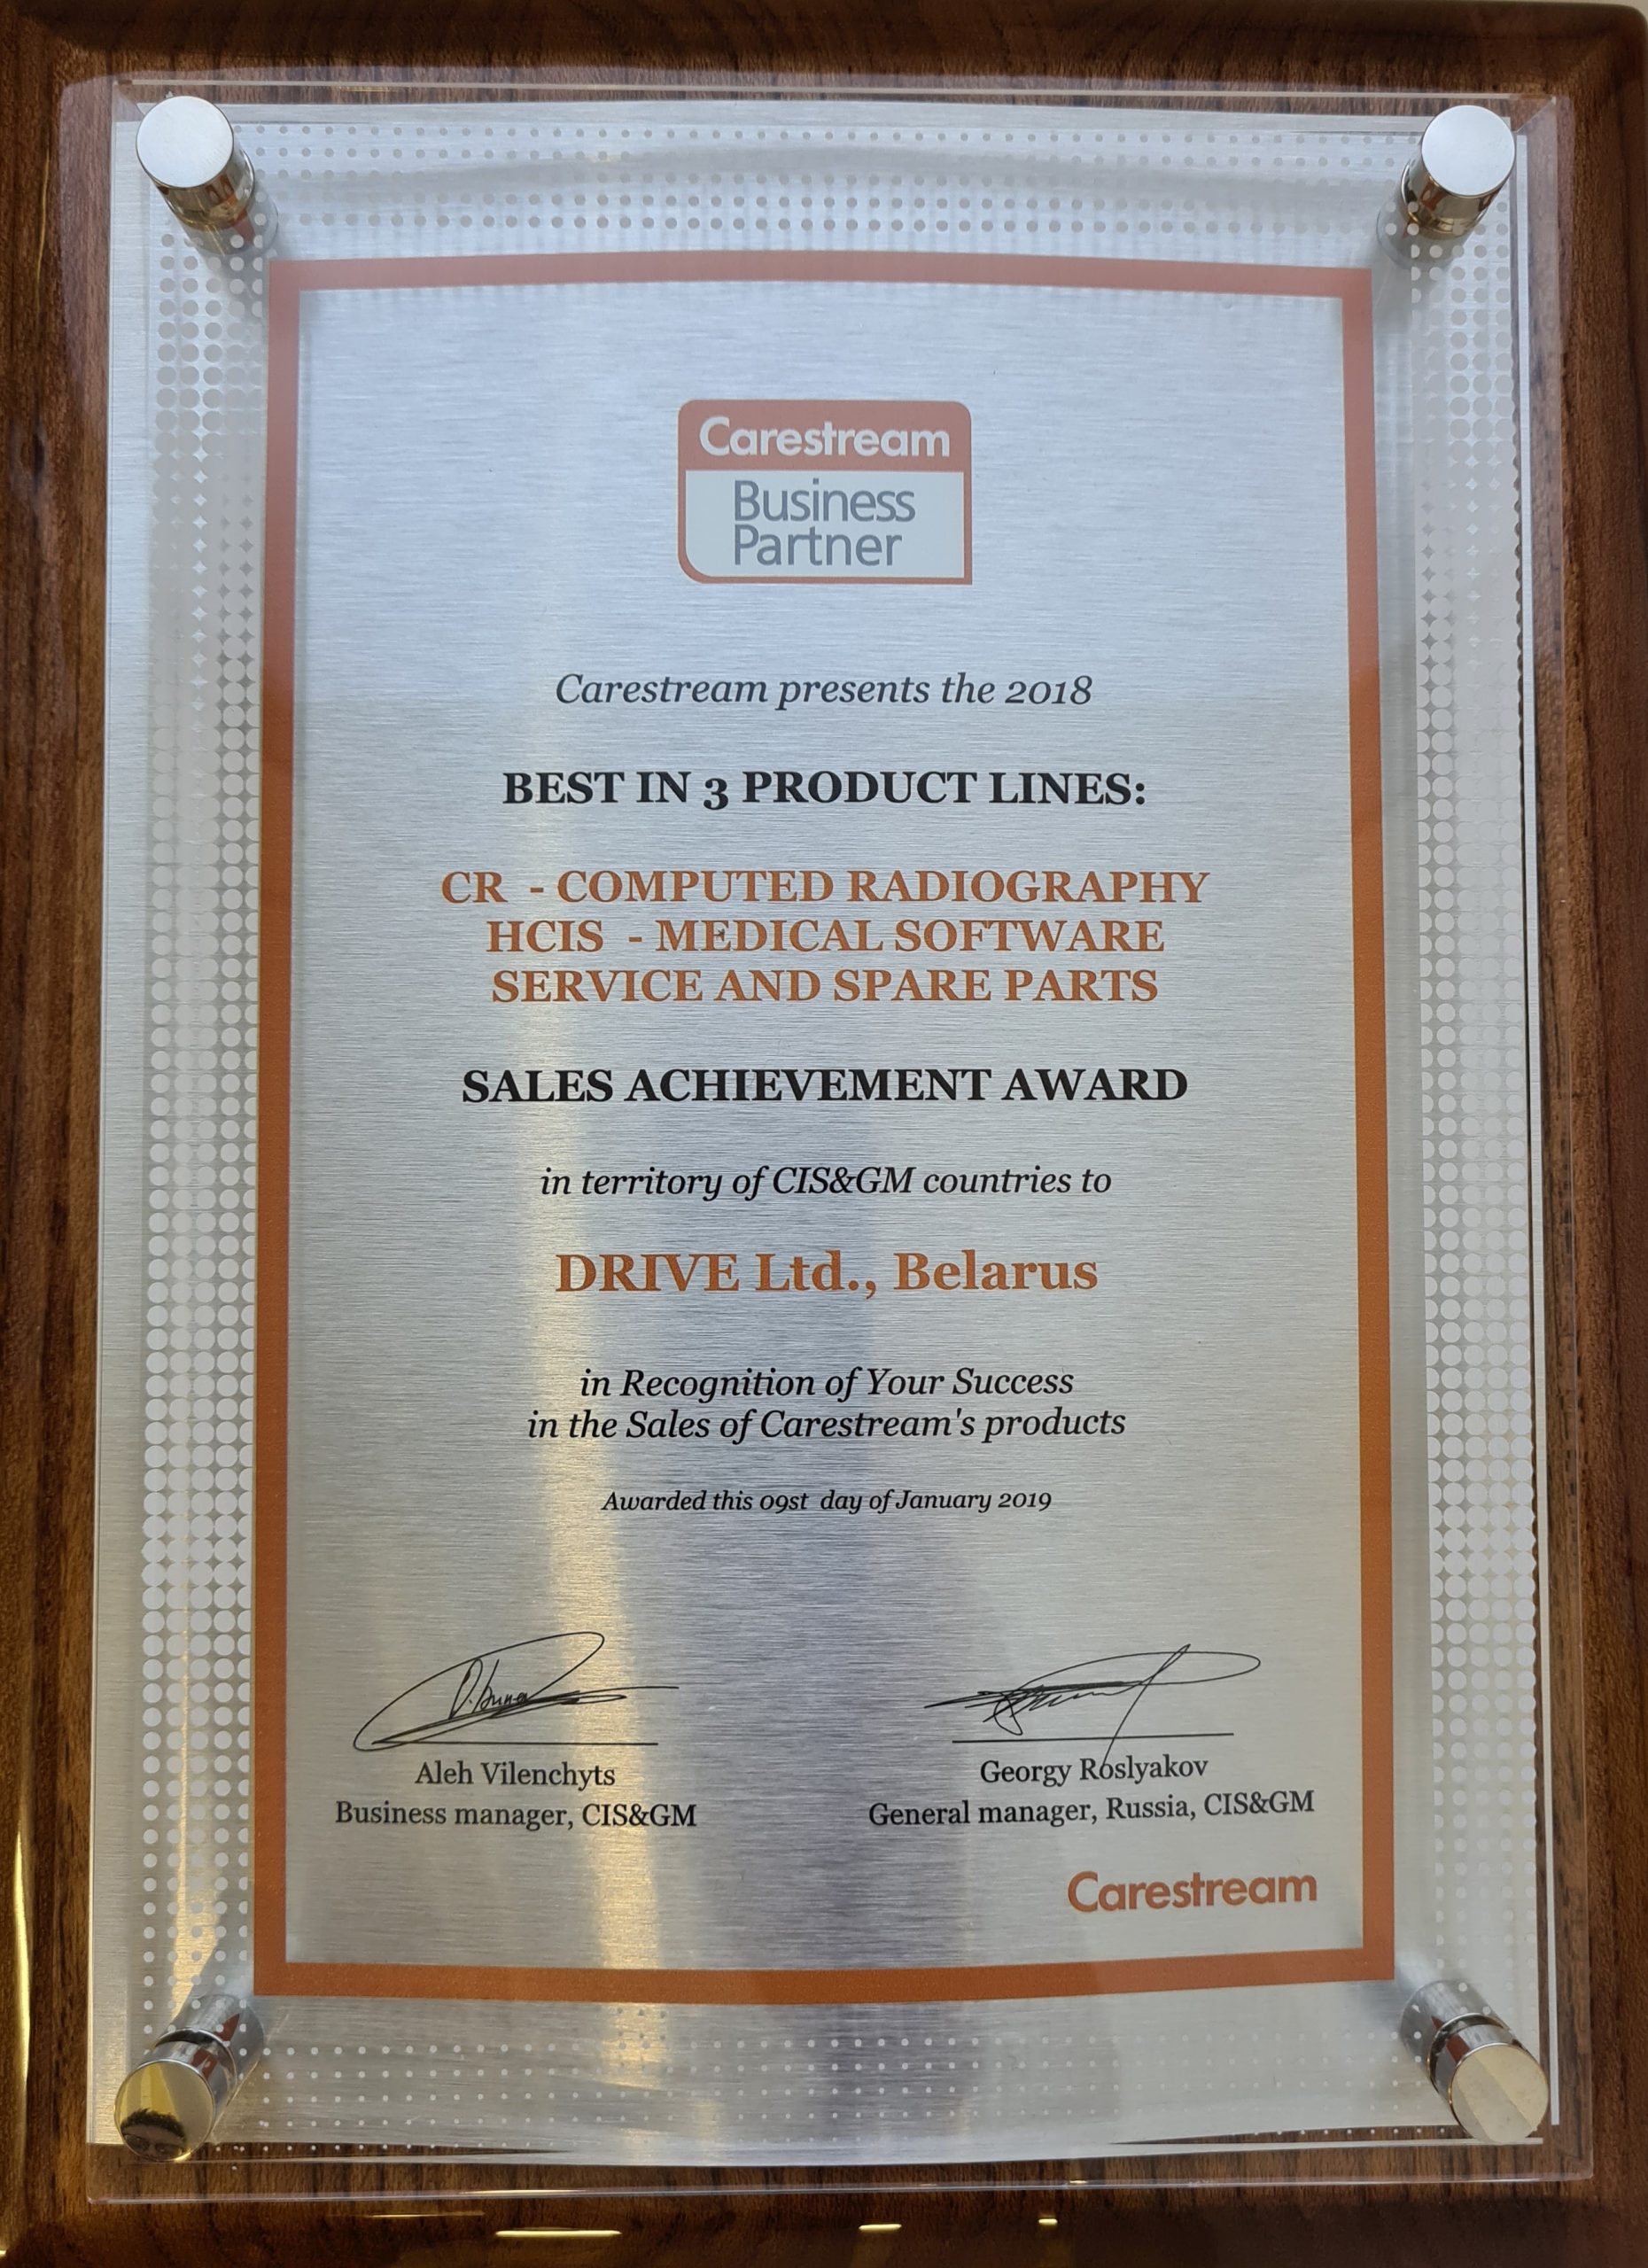 Carestream
Business
Partner
Carestream presents the 2018
BEST IN 3 PRODUCT LINES:
CR - COMPUTED RADIOGRAPHY
HCIS - MEDICAL SOFTWARE
SERVICE AND SPARE PARTS
SALES ACHIEVEMENT AWARD
in territory of CIS&GM countries to
DRIVE Ltd., Belarus
in Recognition of Your Success
in the Sales of Carestream's products
Awarded this 09st day of January 2019
Aleh Vilenchyts
Business manager, CIS&GM
Georgy Roslyakov
General manager, Russia, CIS&GM
Carestream